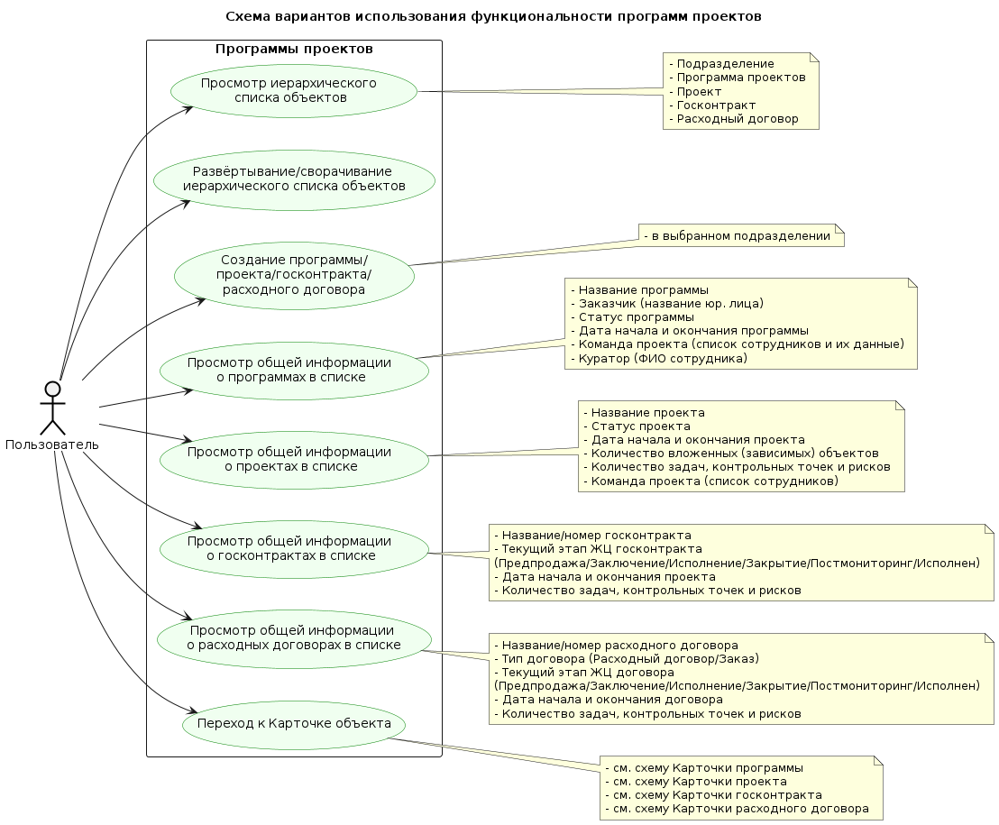 Схема вариантов использования функциональности программ проектов
Программы проектов
Просмотр иерархического
списка объектов
- Подразделение
- Программа проектов
- Проект
- Госконтракт
- Расходный договор
Развёртывание/сворачивание
иерархического списка объектов
Создание программы/
проекта/госконтракта/
расходного договора
- в выбранном подразделении
Просмотр общей информации
о программах в списке
- Название программы
- Заказчик (название юр. лица)
- Статус программы
- Дата начала и окончания программы
- Команда проекта (список сотрудников и их данные)
- Куратор (ФИО сотрудника)
Пользователь
Просмотр общей информации
о проектах в списке
- Название проекта
- Статус проекта
- Дата начала и окончания проекта
- Количество вложенных (зависимых) объектов
- Количество задач, контрольных точек и рисков
- Команда проекта (список сотрудников)
Просмотр общей информации
о госконтрактах в списке
- Название/номер госконтракта
- Текущий этап ЖЦ госконтракта
(Предпродажа/Заключение/Исполнение/Закрытие/Постмониторинг/Исполнен)
- Дата начала и окончания проекта
- Количество задач, контрольных точек и рисков
Просмотр общей информации
о расходных договорах в списке
- Название/номер расходного договора
- Тип договора (Расходный договор/Заказ)
- Текущий этап ЖЦ договора
(Предпродажа/Заключение/Исполнение/Закрытие/Постмониторинг/Исполнен)
- Дата начала и окончания договора
- Количество задач, контрольных точек и рисков
Переход к Карточке объекта
- см. схему Карточки программы
- см. схему Карточки проекта
- см. схему Карточки госконтракта
- см. схему Карточки расходного договора